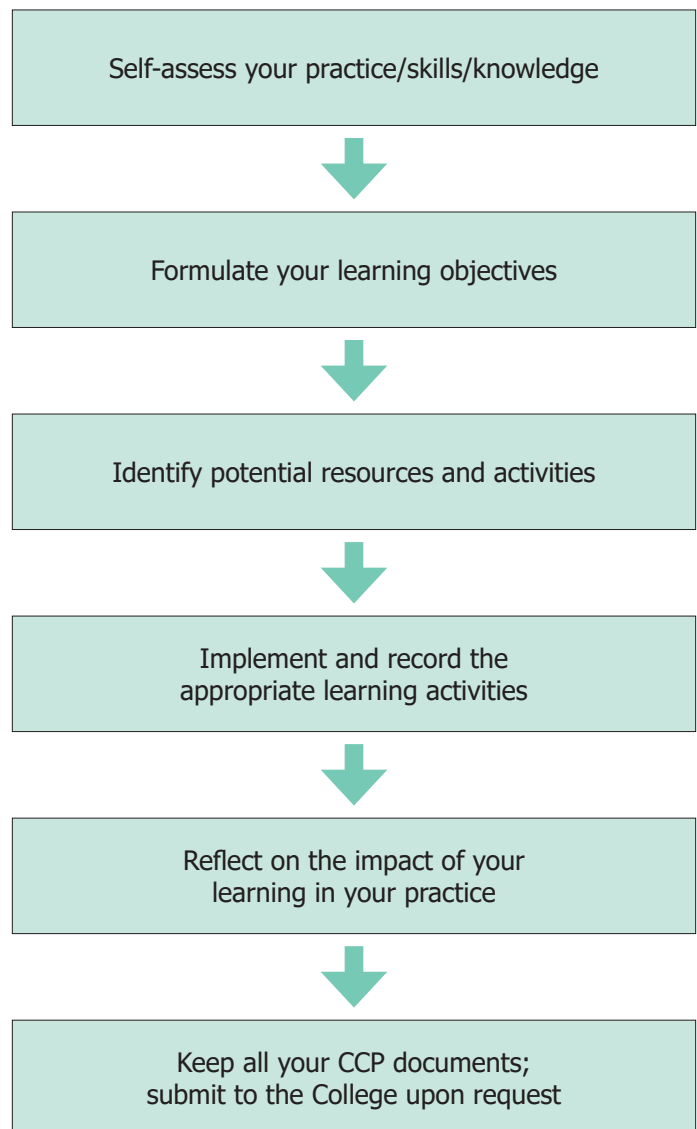 Self-assess your practice/skills/knowledge
Formulate your learning objectives
Identify potential resources and activities
Implement and record the
appropriate learning activities
Reflect on the impact of your
learning in your practice
Keep all your CCP documents;
submit to the College upon request